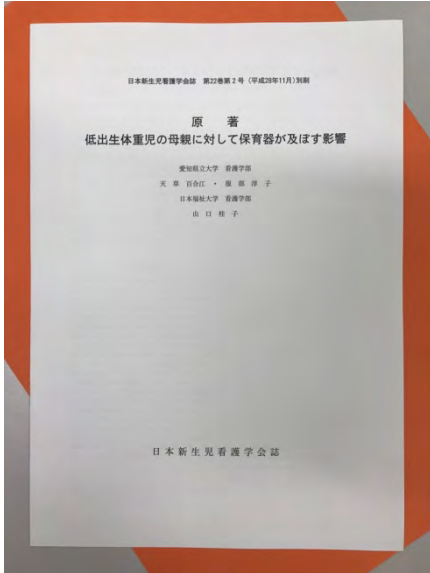 日本新生児看護学会誌 第22巻第2号（平成28年11月）別刷
原 著
低出生体重児の母親に対して保育器が及ぼす影響
愛知県立大学 看護学部
天草 百合江 ・ 服部 淳子
日本福祉大学 看護学部
山口 桂子
日本新生児看護学会誌